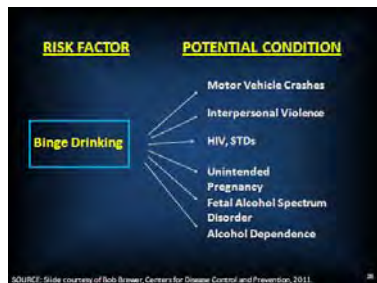 RISK FACTOR
POTENTIAL CONDITION
Binge Drinking
Motor Vehicle Crashes
Interpersonal Violence
HIV, STDs
Unintended
Pregnancy
Fetal Alcohol Spectrum
Disorder
Alcohol Dependence
SOURCE: Slide courtesy of Bob Brewer, Centers for Disease Control and Prevention, 2011.